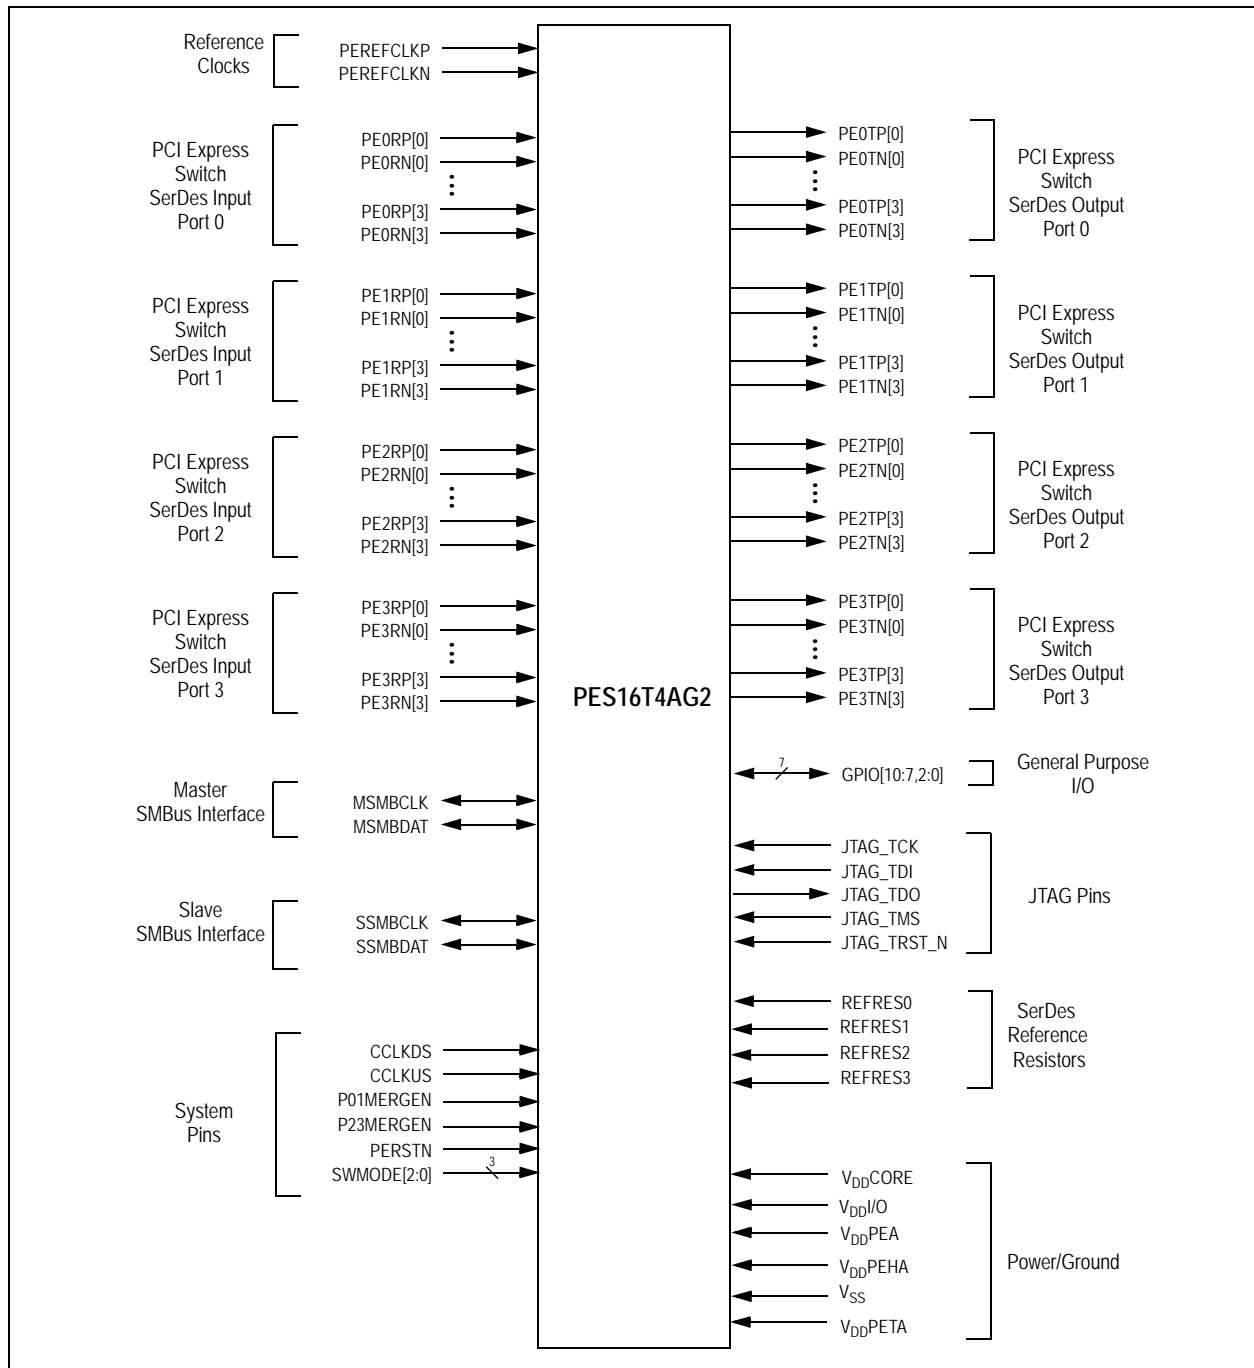 Reference
Clocks
PEREFCLKP
PEREFCLKN
PCI Express
Switch
SerDes Input
Port 0
PE0RP[0]
PE0RN[0]
PE0RP[3]
PE0RN[3]
PE0TP[0]
PE0TN[0]
PE0TP[3]
PE0TN[3]
PCI Express
Switch
SerDes Output
Port 0
PCI Express
Switch
SerDes Input
Port 1
PE1RP[0]
PE1RN[0]
PE1RP[3]
PE1RN[3]
PE1TP[0]
PE1TN[0]
PE1TP[3]
PE1TN[3]
PCI Express
Switch
SerDes Output
Port 1
PCI Express
Switch
SerDes Input
Port 2
PE2RP[0]
PE2RN[0]
PE2RP[3]
PE2RN[3]
PE2TP[0]
PE2TN[0]
PE2TP[3]
PE2TN[3]
PCI Express
Switch
SerDes Output
Port 2
PCI Express
Switch
SerDes Input
Port 3
PE3RP[0]
PE3RN[0]
PE3RP[3]
PE3RN[3]
PES16T4AG2
PE3TP[0]
PE3TN[0]
PE3TP[3]
PE3TN[3]
PCI Express
Switch
SerDes Output
Port 3
Master
SMBus Interface
MSMBCLK
MSMBDAT
7
GPIO[10:7,2:0]
General Purpose
I/O
Slave
SMBus Interface
SSMBCLK
SSMBDAT
JTAG_TCK
JTAG_TDI
JTAG_TDO
JTAG_TMS
JTAG_TRST_N
JTAG Pins
System
Pins
CCLKDS
CCLKUS
P01MERGEN
P23MERGEN
PERSTN
SWMODE[2:0]
3
REFRES0
REFRES1
REFRES2
REFRES3
SerDes
Reference
Resistors
VDDCORE
VDDI/O
VDDPEA
VDDPEHA
VSS
VDDPETA
Power/Ground